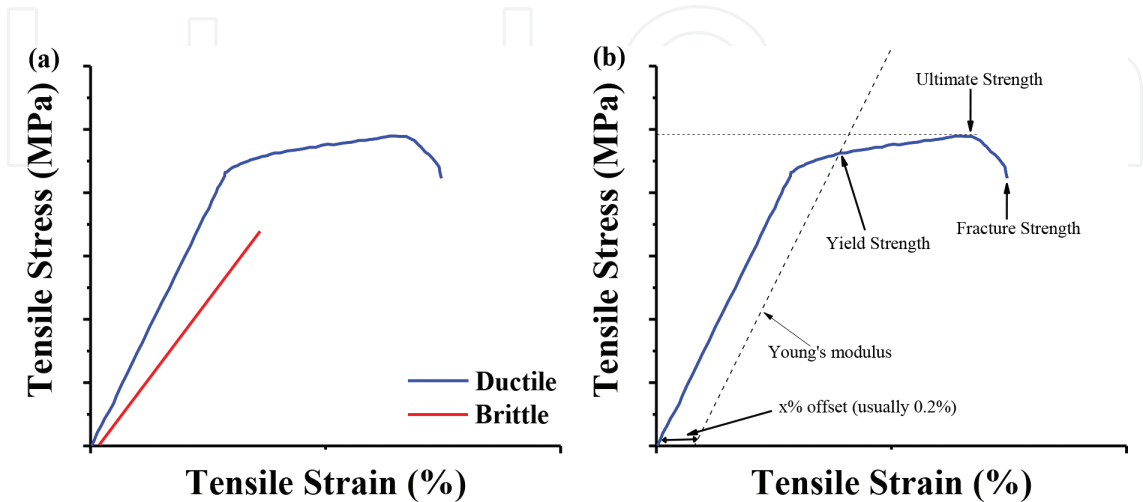 (a)
Tensile Stress (MPa)
Ductile
Brittle
Tensile Strain (%)
(b)
Tensile Stress (MPa)
Ultimate Strength
Yield Strength
Fracture Strength
Young's modulus
x% offset (usually 0.2%)
Tensile Strain (%)